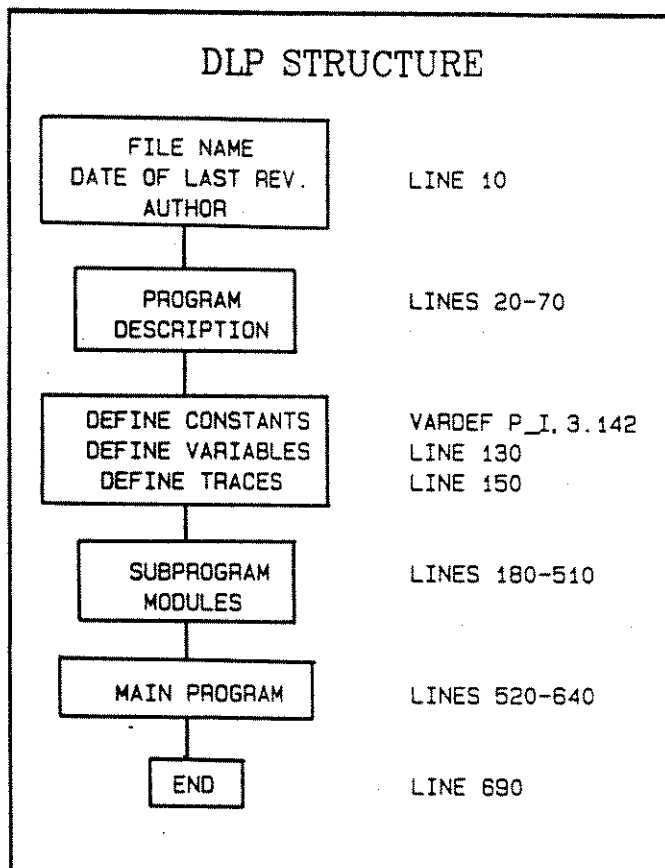 DLP STRUCTURE
FILE NAME
DATE OF LAST REV.
AUTHOR
LINE 10
PROGRAM
DESCRIPTION
LINES 20-70
DEFINE CONSTANTS
DEFINE VARIABLES
DEFINE TRACES
VARDEF P_I, 3.142
LINE 130
LINE 150
SUBPROGRAM
MODULES
LINES 180-510
MAIN PROGRAM
LINES 520-640
END
LINE 690